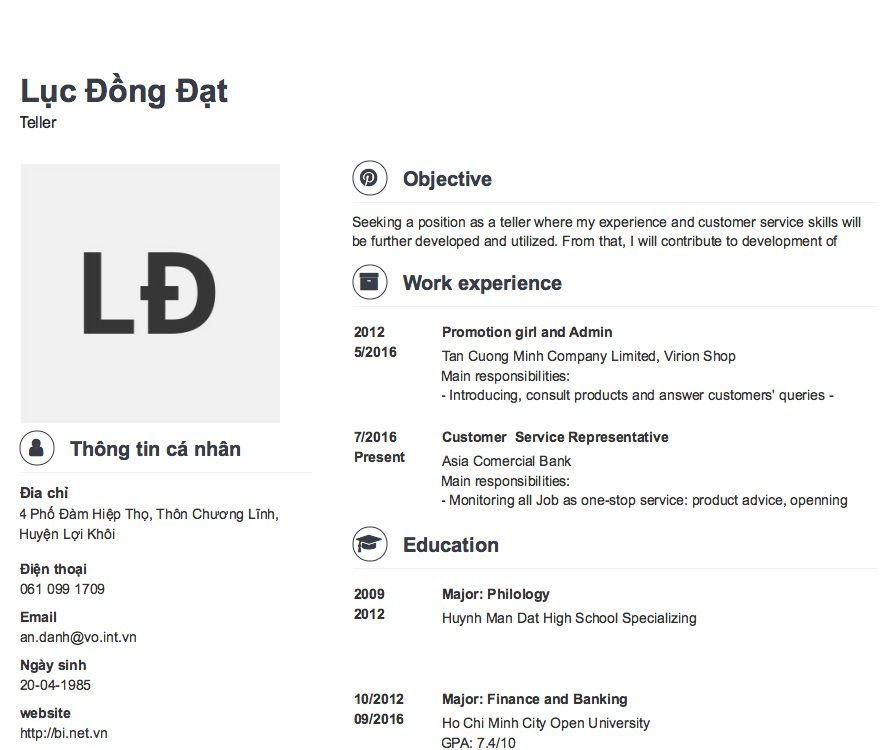 Lục Đồng Đạt
Teller
LĐ
Thông tin cá nhân
Đia chỉ
4 Phố Đàm Hiệp Thọ, Thôn Chương Lĩnh,
Huyện Lợi Khôi
Điện thoại
061 099 1709
Email
an.danh@vo.int.vn
Ngày sinh
20-04-1985
website
http://bi.net.vn
Objective
Seeking a position as a teller where my experience and customer service skills will
be further developed and utilized. From that, I will contribute to development of
Work experience
2012
5/2016
Promotion girl and Admin
Tan Cuong Minh Company Limited, Virion Shop
Main responsibilities:
- Introducing, consult products and answer customers' queries -
7/2016
Present
Customer  Service Representative
Asia Comercial Bank
Main responsibilities:
- Monitoring all Job as one-stop service: product advice, openning
Education
2009
2012
Major: Philology
Huynh Man Dat High School Specializing
10/2012
09/2016
Major: Finance and Banking
Ho Chi Minh City Open University
GPA: 7.4/10